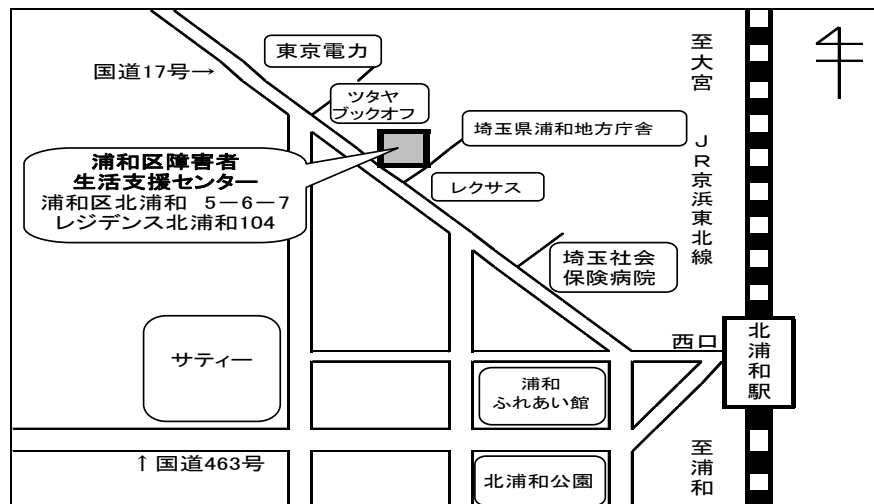 東京電力
国道17号→
ツタヤ
ブックオフ
至大宮
埼玉県浦和地方庁舎
JR京浜東北線
浦和区障害者
生活支援センター
浦和区北浦和 5-6-7
レジデンス北浦和104
レクサス
埼玉社会
保険病院
西口
北浦和駅
サティー
浦和
ふれあい館
↑国道463号
北浦和公園
至浦和